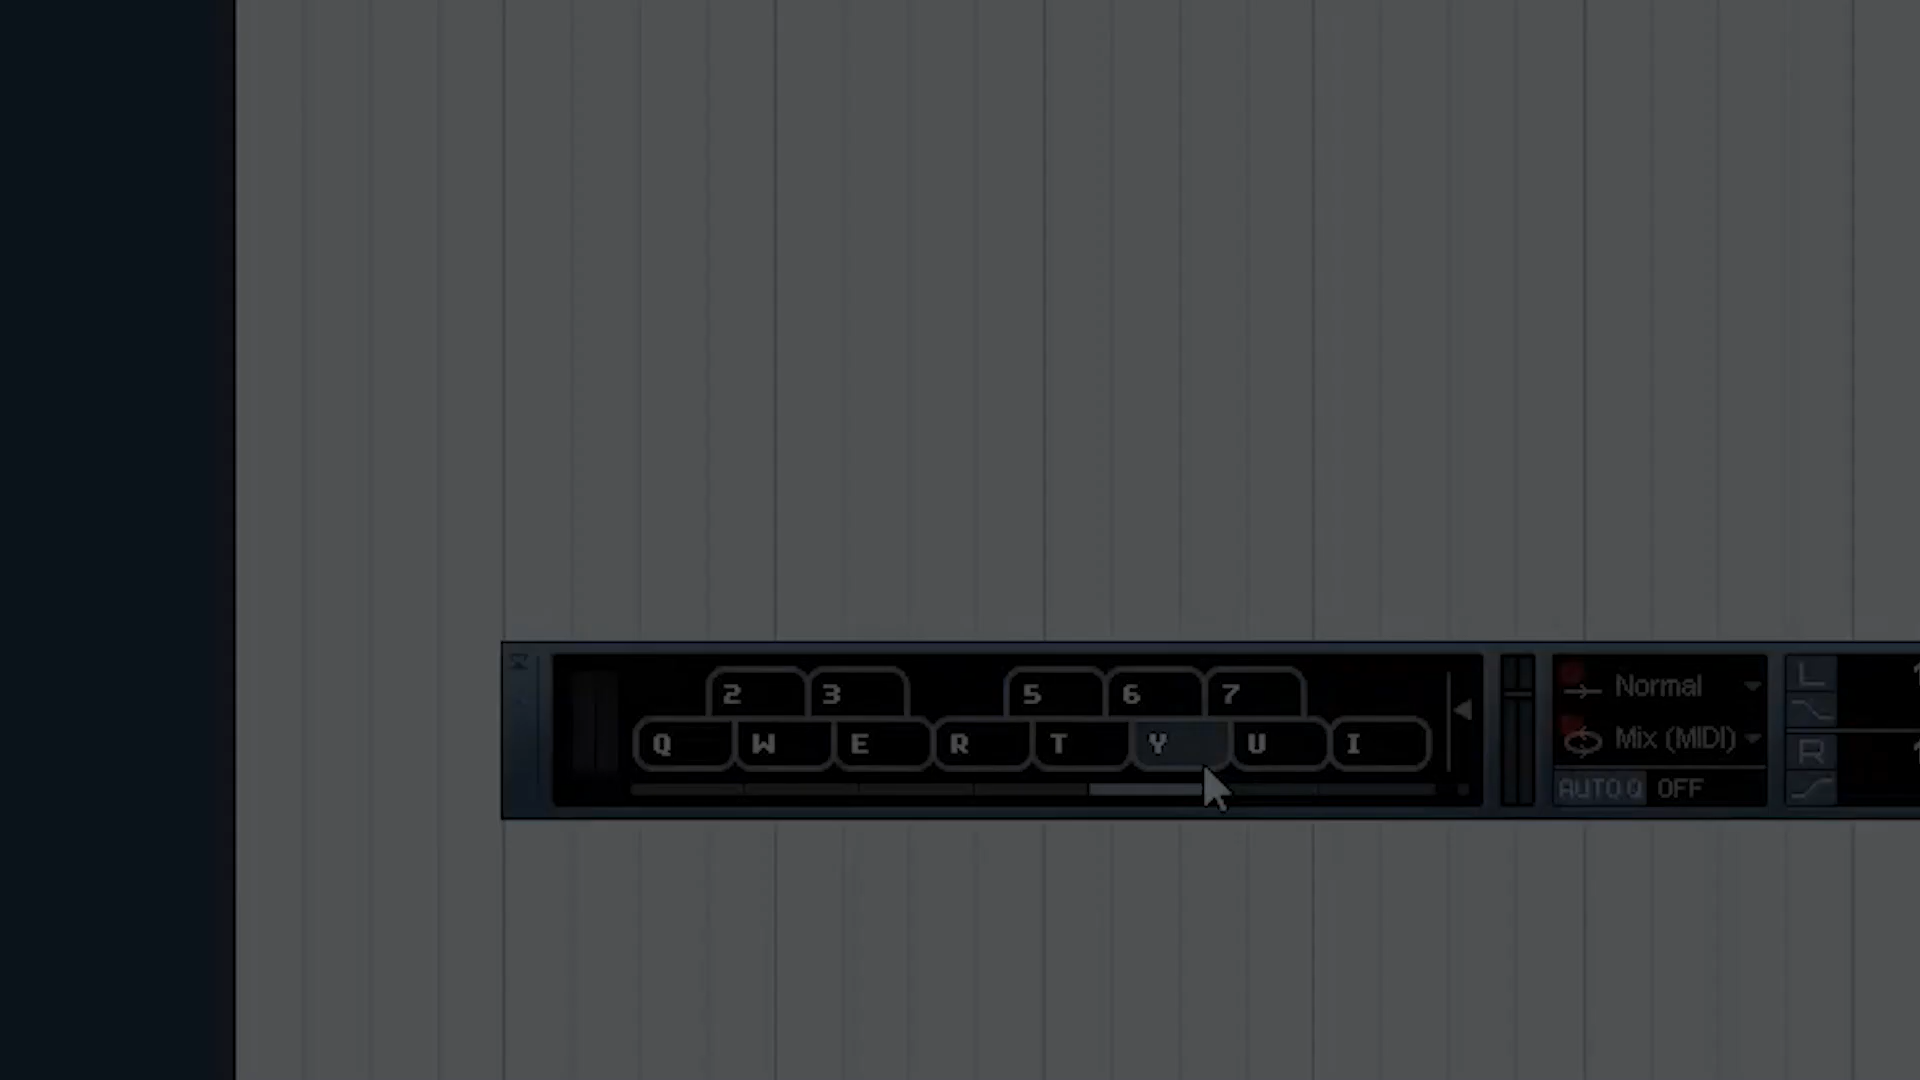 2 3 5 6 7
Q W E R T Y U I
Normal
Mix (MIDI)
AUTO Q OFF
L
R